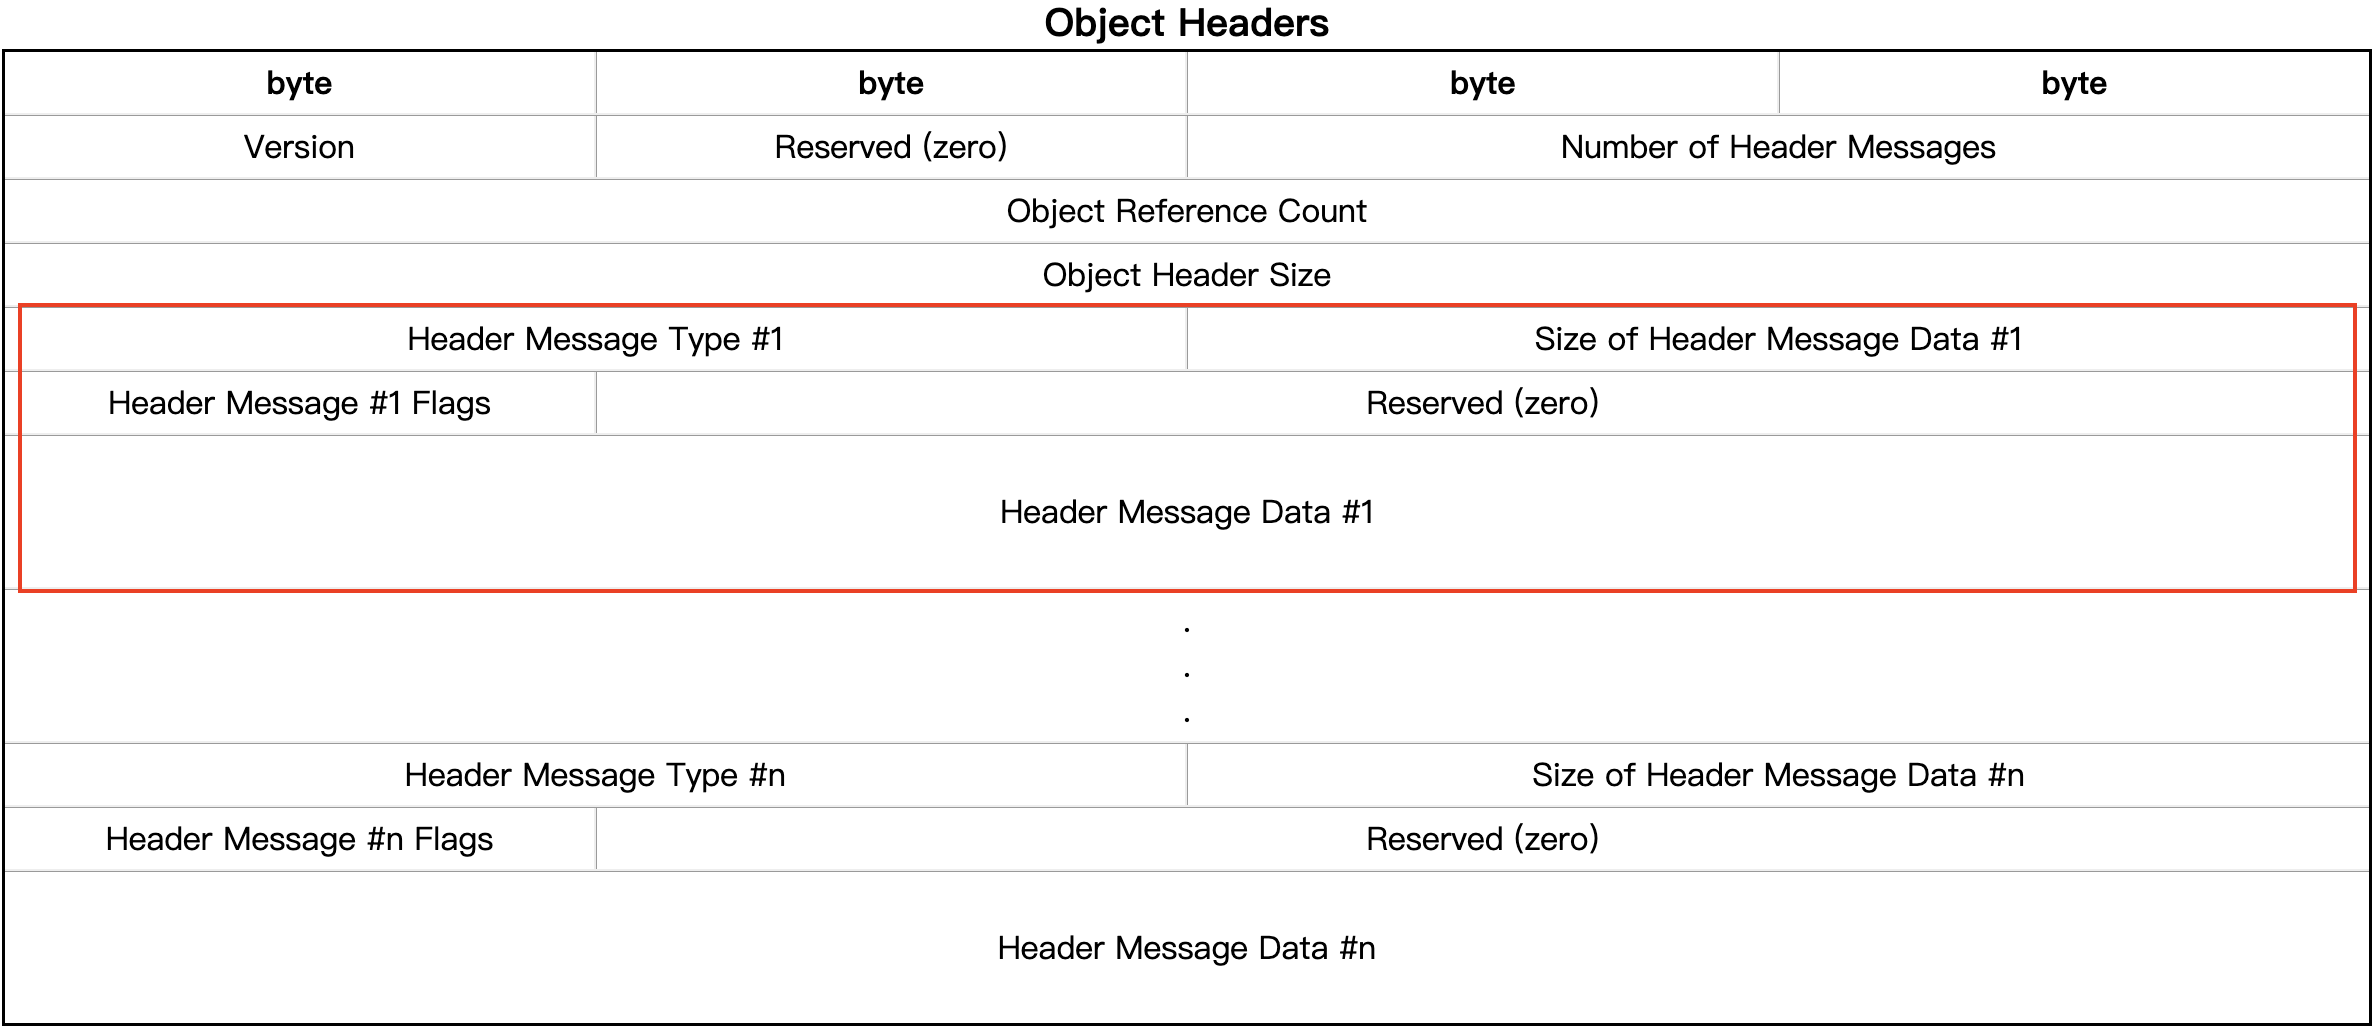 Object Headers
byte byte byte byte
Version Reserved (zero) Number of Header Messages
Object Reference Count
Object Header Size
Header Message Type #1 Size of Header Message Data #1
Header Message #1 Flags Reserved (zero)
Header Message Data #1
.
.
.
Header Message Type #n Size of Header Message Data #n
Header Message #n Flags Reserved (zero)
Header Message Data #n